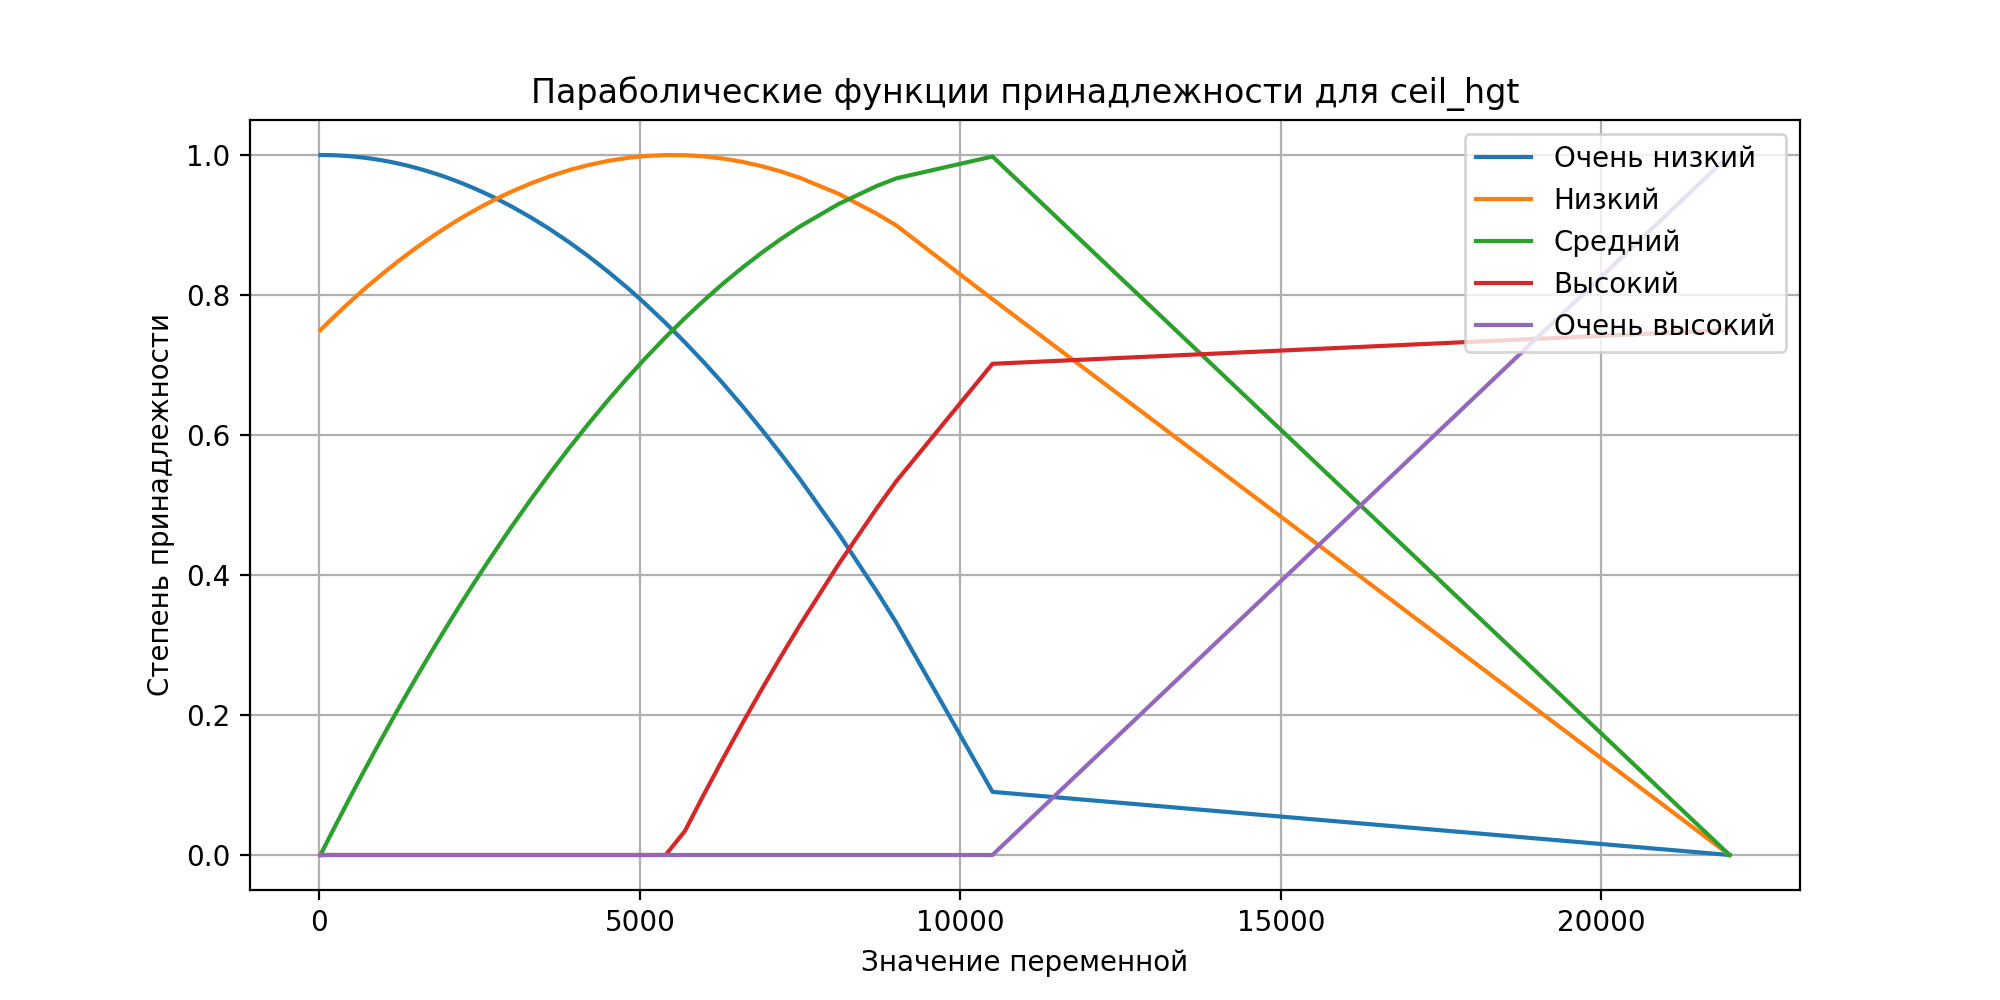 Параболические функции принадлежности для ceil_hgt
Степень принадлежности
1.0
0.8
0.6
0.4
0.2
0.0
Очень низкий
Низкий
Средний
Высокий
Очень высокий
0 5000 10000 15000 20000
Значение переменной